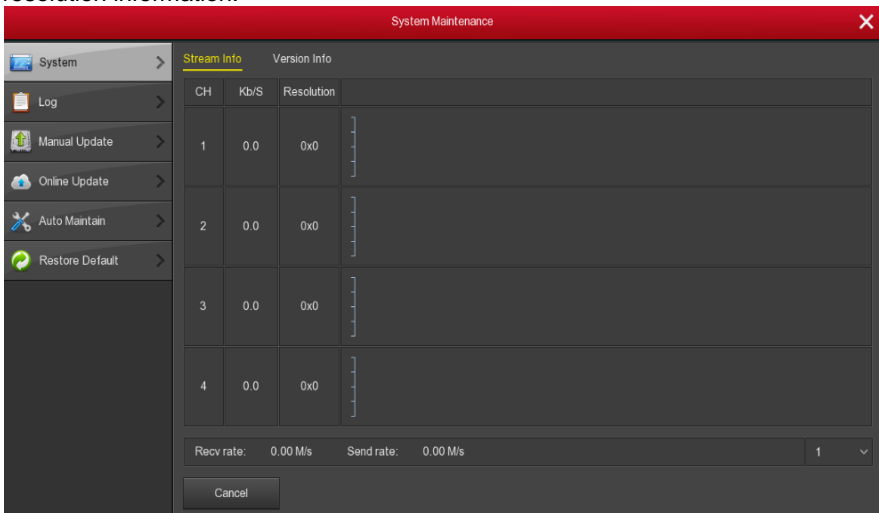 resolution information.
System Maintenance
System
Log
Manual Update
Online Update
Auto Maintain
Restore Default
Stream Info Version Info
CH Kb/S Resolution
1 0.0 0x0
2 0.0 0x0
3 0.0 0x0
4 0.0 0x0
Recv rate: 0.00 M/s Send rate: 0.00 M/s 1
Cancel